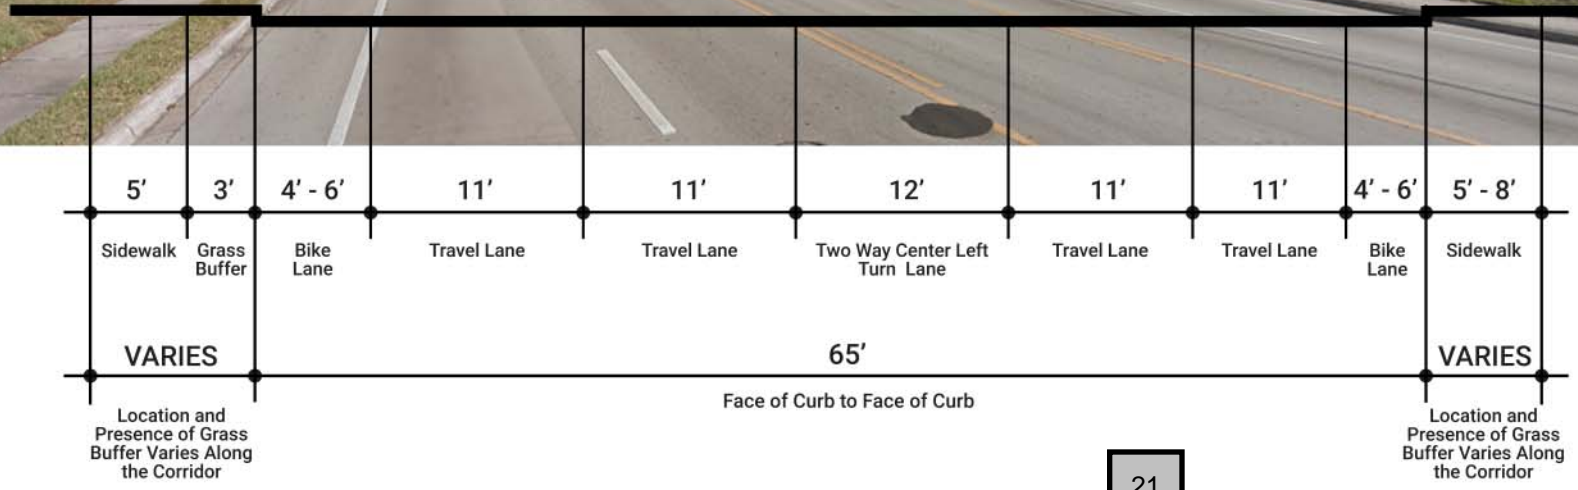 5’ 3’ 4’ - 6’ 11’ 11’ 12’ 11’ 11’ 4’ - 6’ 5’ - 8’
Sidewalk Grass Bike Travel Lane Travel Lane Two Way Center Left Travel Lane Travel Lane Bike Sidewalk
Buffer Lane Turn Lane Lane
VARIES 65’ VARIES
Face of Curb to Face of Curb
Location and
Presence of Grass
Buffer Varies Along
the Corridor
Location and
Presence of Grass
Buffer Varies Along
the Corridor
21